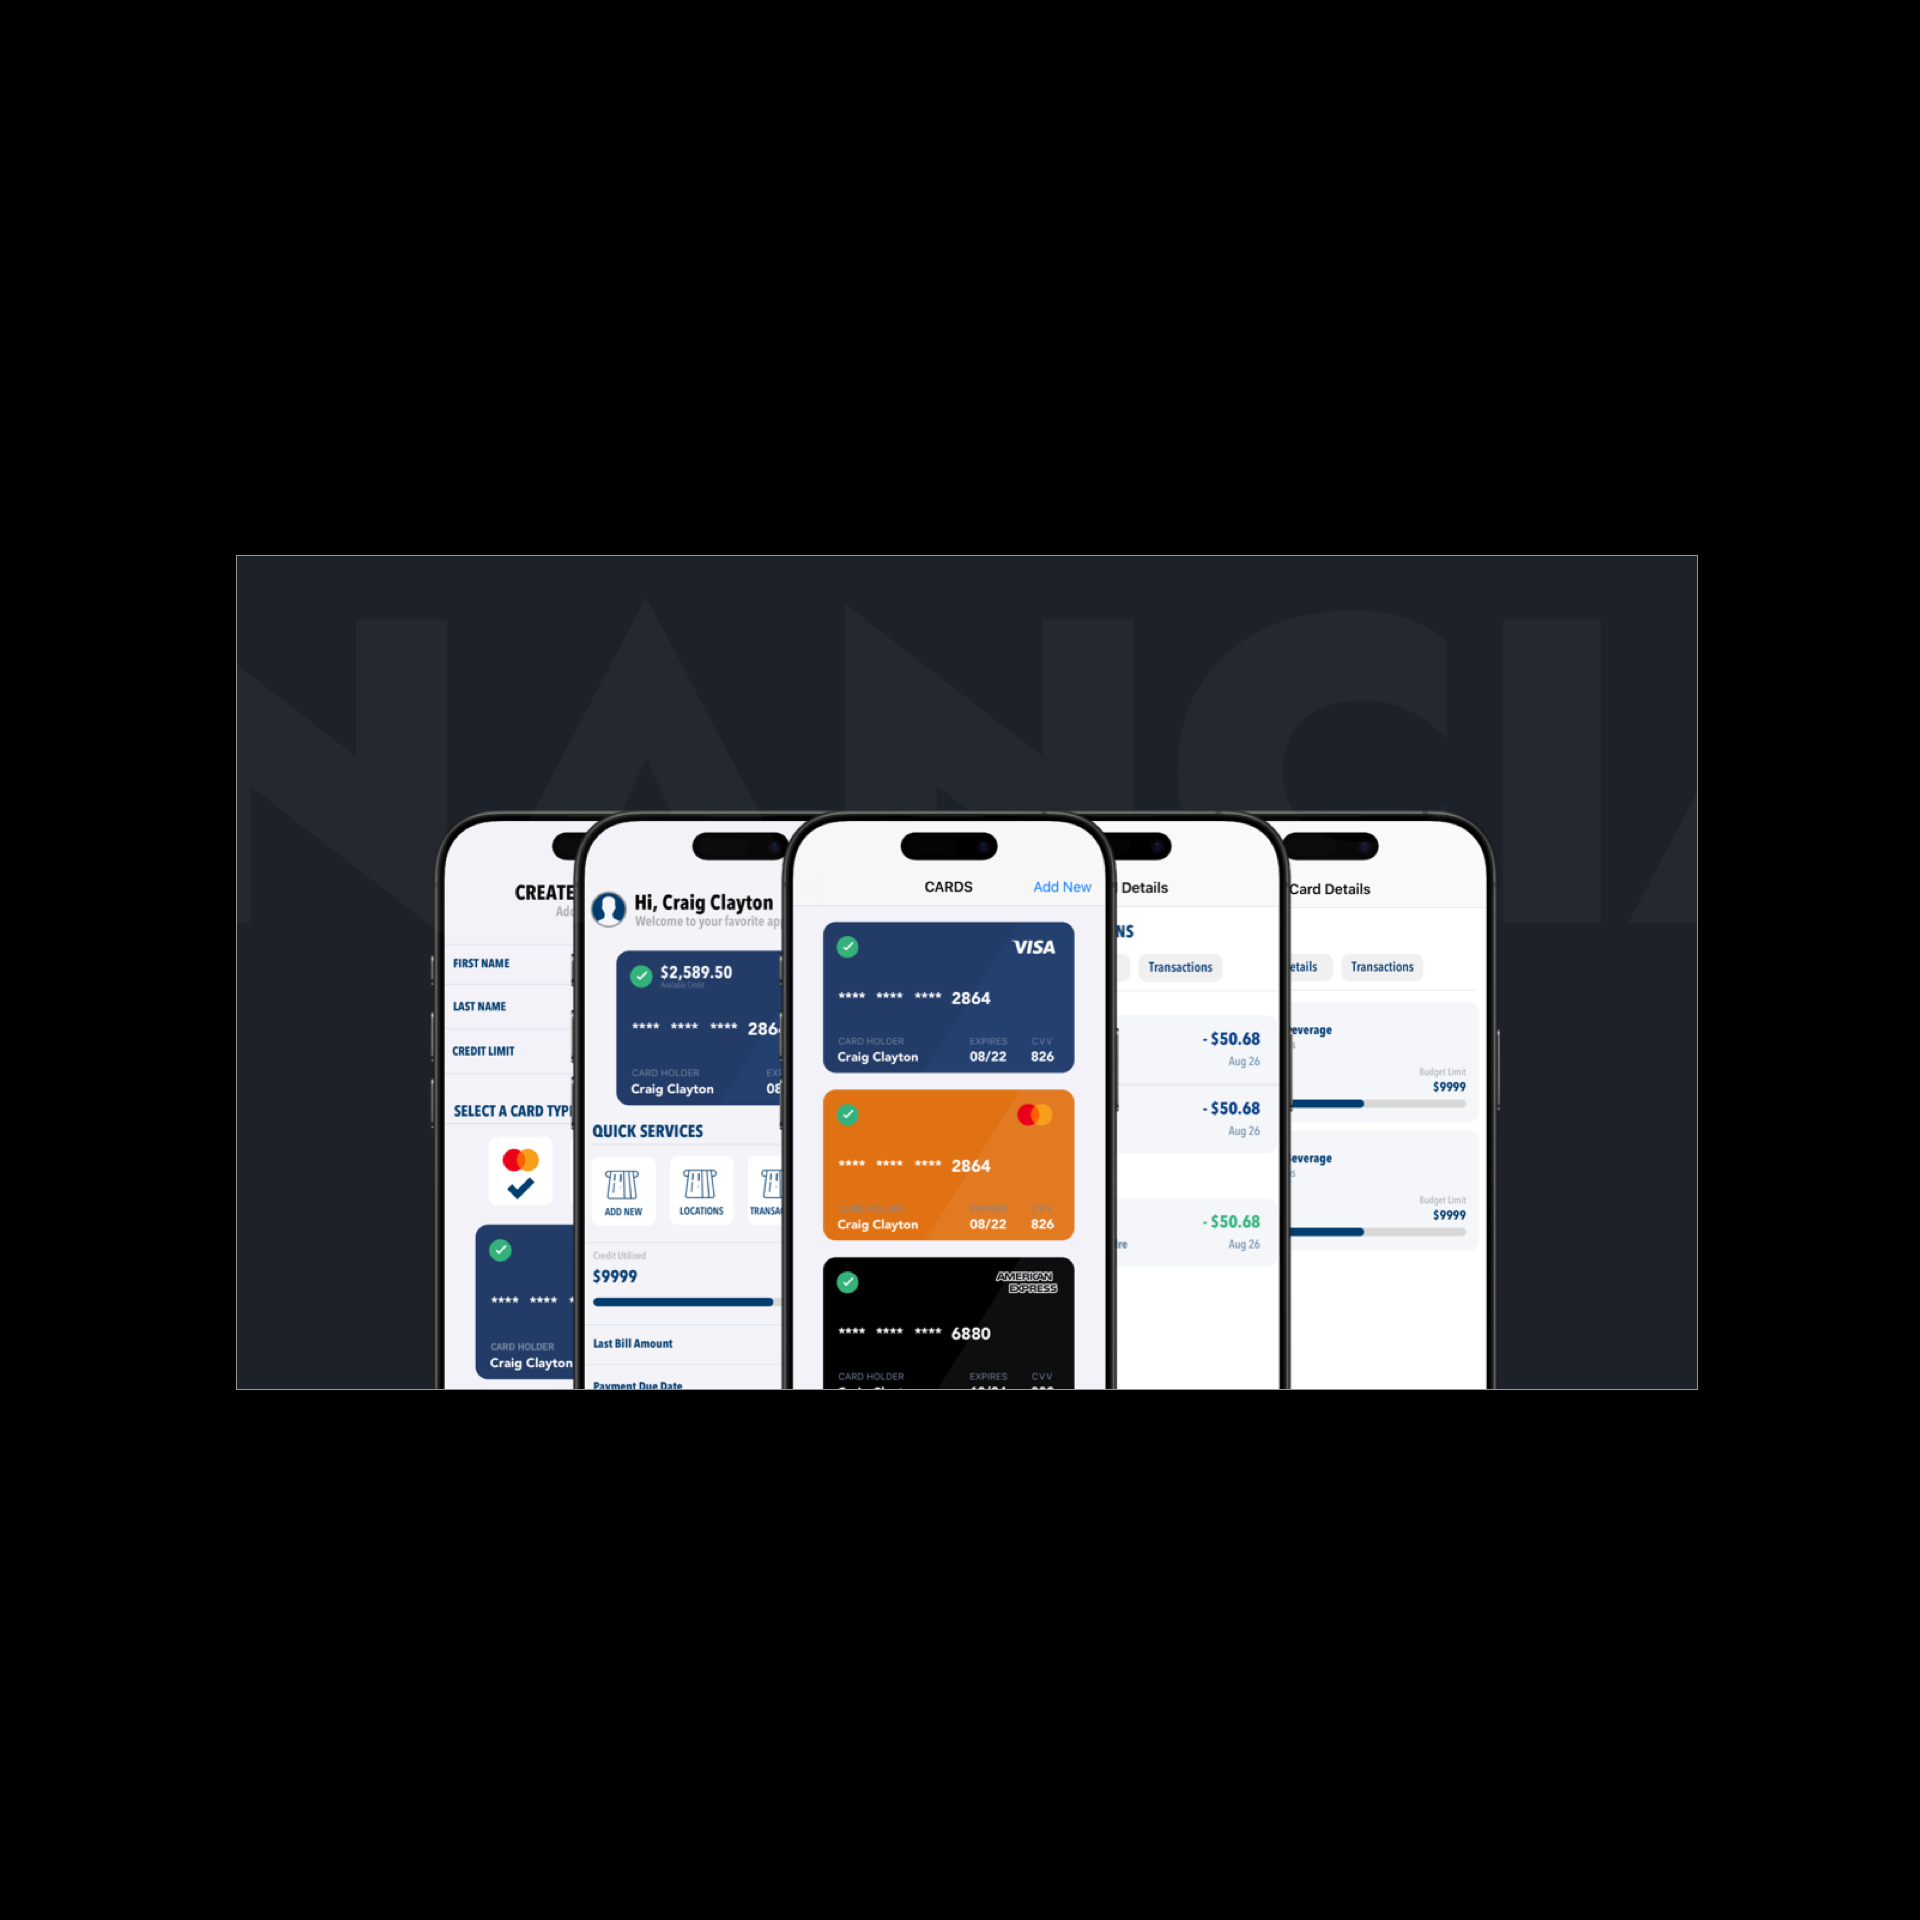 NANCI
CREATE
Add
FIRST NAME
LAST NAME
CREDIT LIMIT
SELECT A CARD TYP
**** **** *
CARD HOLDER
Craig Clayton
Hi, Craig Clayton
Welcome to your favorite ap
$2,589.50
Available Credit
**** **** **** 286
CARD HOLDER EX
Craig Clayton 08
QUICK SERVICES
ADD NEW LOCATIONS TRANSA
Credit Utilized
$9999
Last Bill Amount
Payment Due Date
CARDS Add New
VISA
**** **** **** 2864
CARD HOLDER EXPIRES CVV
Craig Clayton 08/22 826
**** **** **** 2864
CARD HOLDER EXPIRES CVV
Craig Clayton 08/22 826
AMERICAN
EXPRESS
**** **** **** 6880
CARD HOLDER EXPIRES CVV
Details
NS
Transactions
- $50.68
Aug 26
- $50.68
Aug 26
- $50.68
ire Aug 26
Card Details
etails Transactions
everage
s
Budget Limit
$9999
everage
s
Budget Limit
$9999